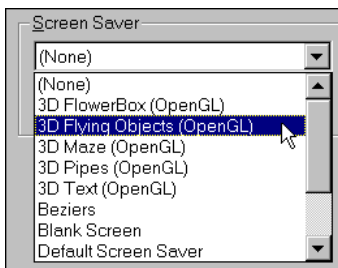 Screen Saver
(None)
(None)
3D FlowerBox (OpenGL)
3D Flying Objects (OpenGL)
3D Maze (OpenGL)
3D Pipes (OpenGL)
3D Text (OpenGL)
Beziers
Blank Screen
Default Screen Saver